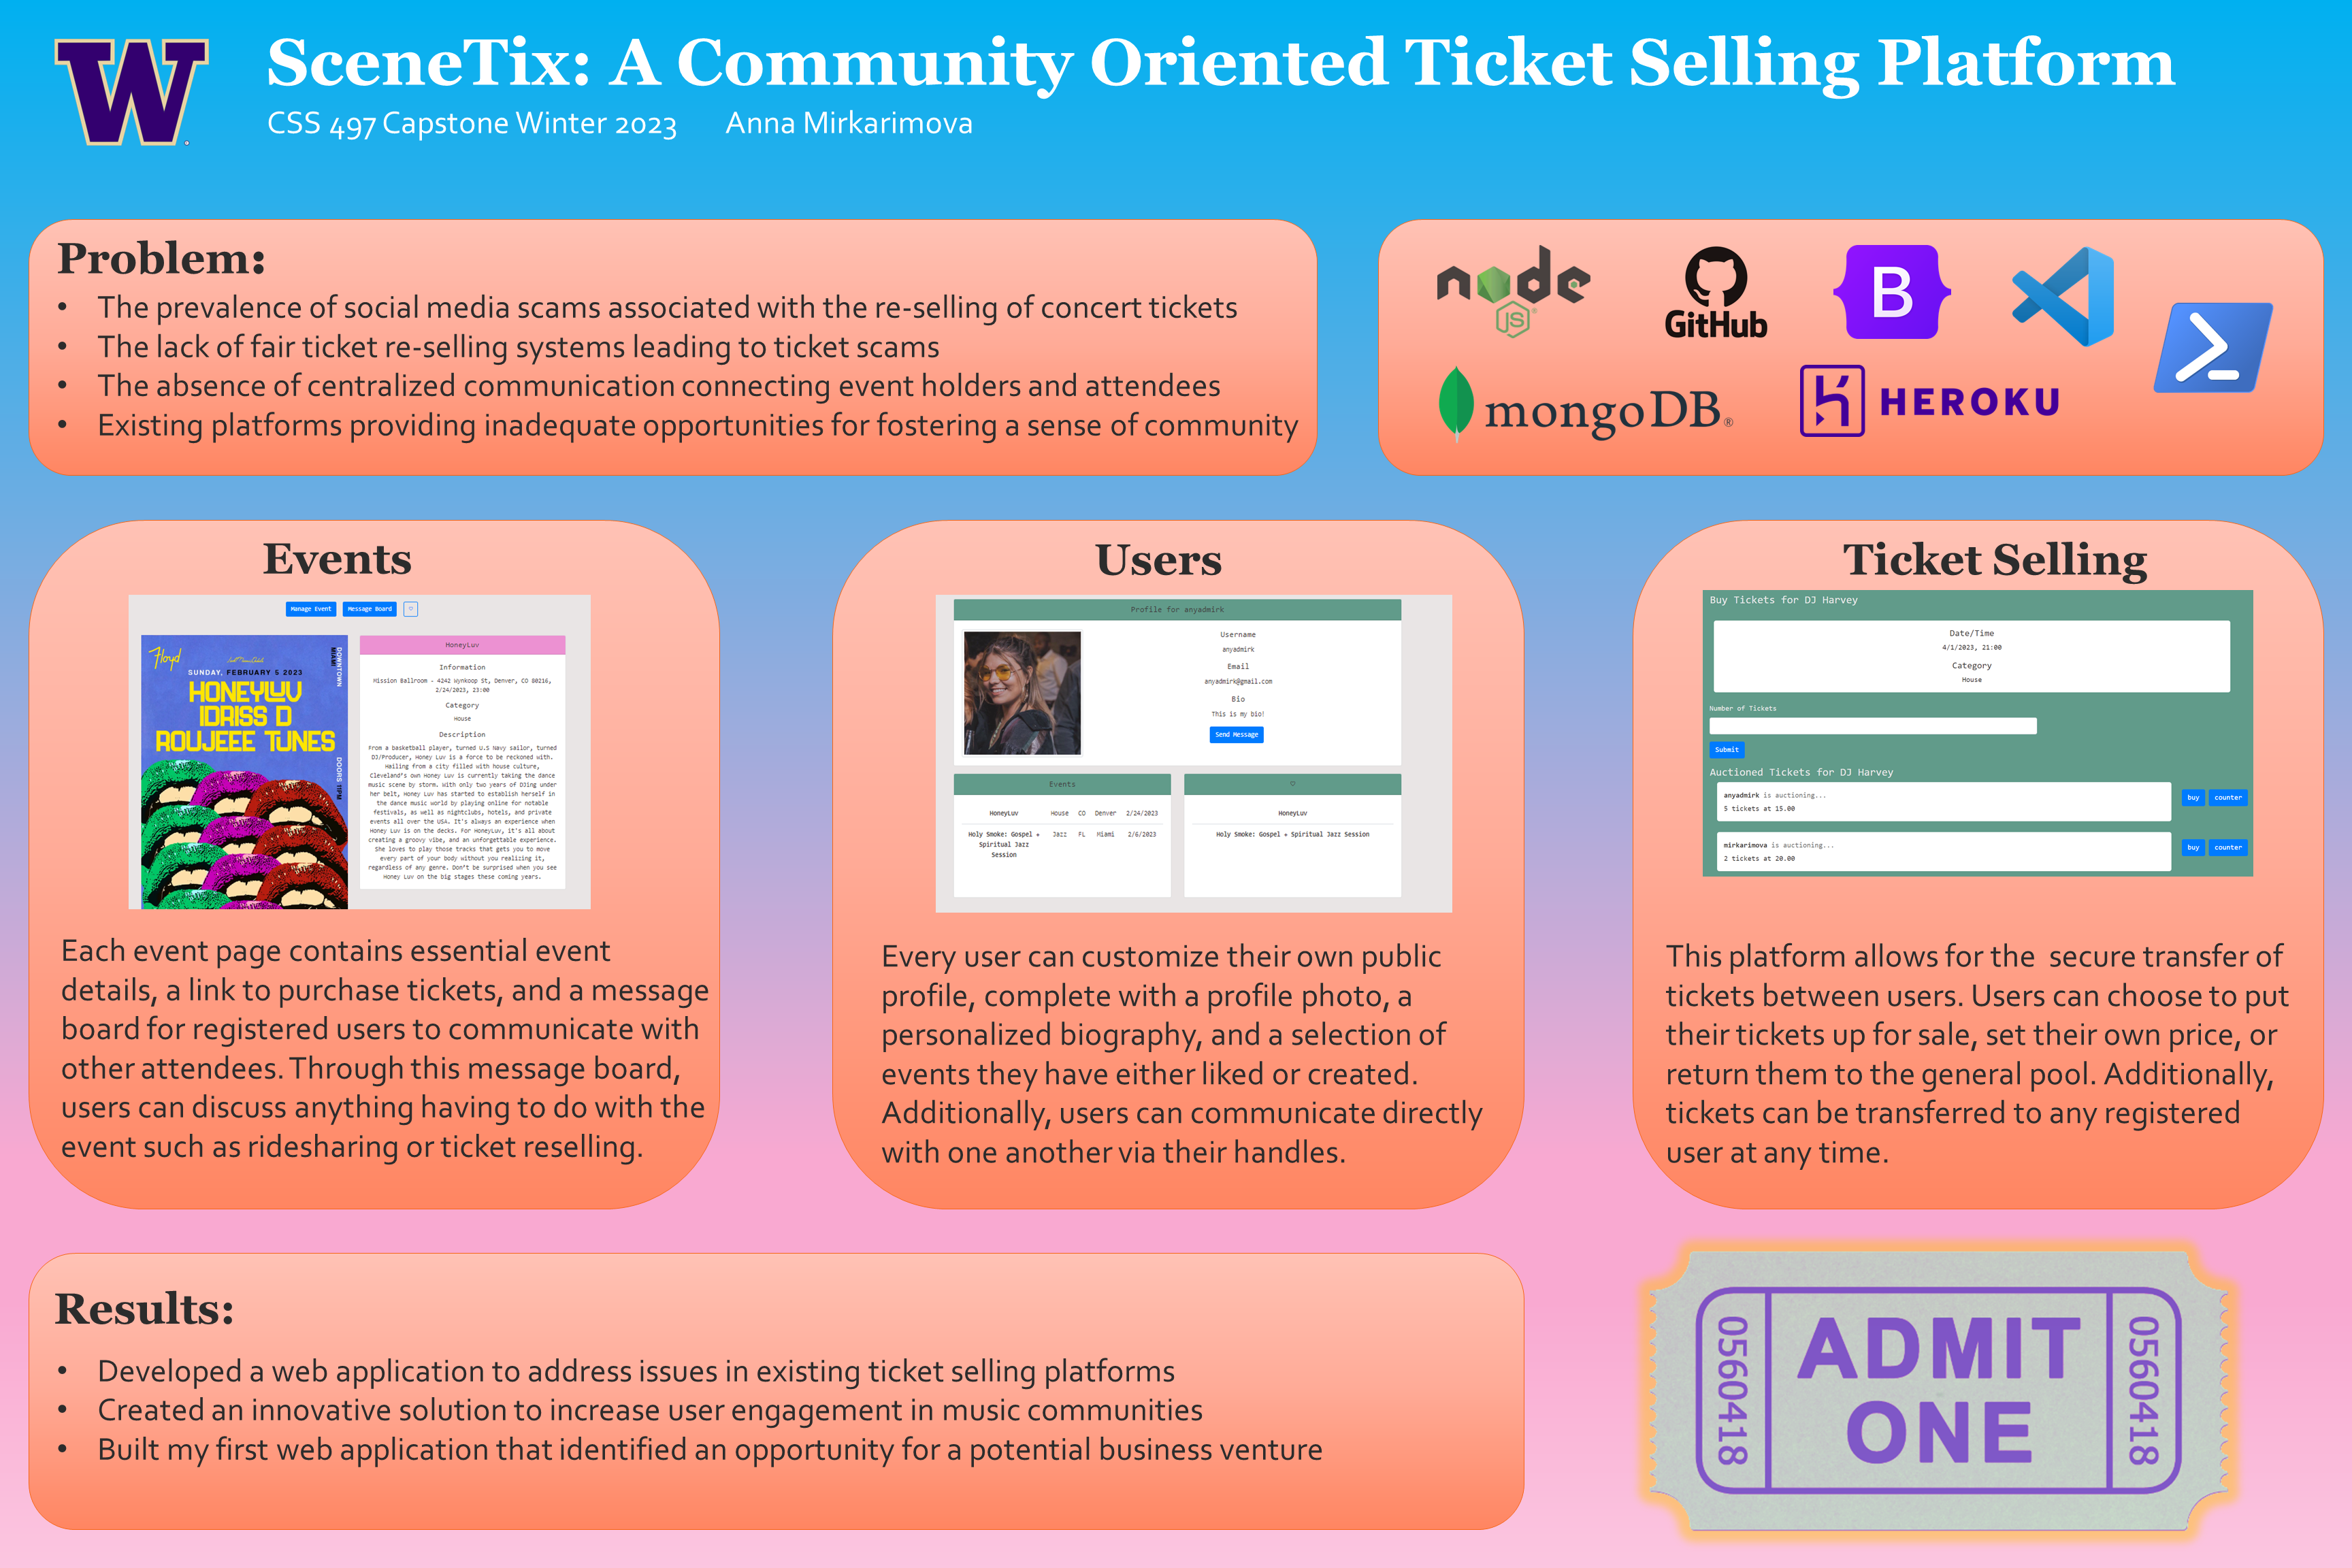 W
SceneTix: A Community Oriented Ticket Selling Platform
CSS 497 Capstone Winter 2023 Anna Mirkarimova
Problem:
• The prevalence of social media scams associated with the re-selling of concert tickets
• The lack of fair ticket re-selling systems leading to ticket scams
• The absence of centralized communication connecting event holders and attendees
• Existing platforms providing inadequate opportunities for fostering a sense of community
node
JS
GitHub
B
mongoDB®
HEROKU
Events
Manage Event Message Board
Floyd
SUNDAY, FEBRUARY 5 2023
DOWNTOWN
MIAMI
HONEYLUV
IDRISS D
ROUJEEE TUNES
DOORS 11PM
HoneyLuv
Information
Mission Ballroom - 4242 Wynkoop St, Denver, CO 80216,
2/24/2023, 23:00
Category
House
Description
From a basketball player, turned U.S Navy sailor, turned
DJ/Producer, Honey Luv is a force to be reckoned with.
Hailing from a city filled with house culture,
Cleveland's own Honey Luv is currently taking the dance
music scene by storm. With only two years of DJing under
her belt, Honey Luv has started to establish herself in
the dance music world by playing online for notable
festivals, as well as nightclubs, hotels, and private
events all over the USA. It's always an experience when
Honey Luv is on the decks. For HoneyLuv, it's all about
creating a groovy vibe, and an unforgettable experience.
She loves to play those tracks that gets you to move
every part of your body without you realizing it,
regardless of any genre. Don't be surprised when you see
Honey Luv on the big stages these coming years.
Each event page contains essential event
details, a link to purchase tickets, and a message
board for registered users to communicate with
other attendees. Through this message board,
users can discuss anything having to do with the
event such as ridesharing or ticket reselling.
Users
Profile for anyadmirk
Username
anyadmirk
Email
anyadmirk@gmail.com
Bio
This is my bio!
Send Message
Events
HoneyLuv House CO Denver 2/24/2023
Holy Smoke: Gospel + Jazz FL Miami 2/6/2023
Spiritual Jazz
Session
HoneyLuv
Holy Smoke: Gospel + Spiritual Jazz Session
Every user can customize their own public
profile, complete with a profile photo, a
personalized biography, and a selection of
events they have either liked or created.
Additionally, users can communicate directly
with one another via their handles.
Ticket Selling
Buy Tickets for DJ Harvey
Date/Time
4/1/2023, 21:00
Category
House
Number of Tickets
Submit
Auctioned Tickets for DJ Harvey
anyadmirk is auctioning...
5 tickets at 15.00
buy counter
mirkarimova is auctioning...
2 tickets at 20.00
buy counter
This platform allows for the  secure transfer of
tickets between users. Users can choose to put
their tickets up for sale, set their own price, or
return them to the general pool. Additionally,
tickets can be transferred to any registered
user at any time.
Results:
• Developed a web application to address issues in existing ticket selling platforms
• Created an innovative solution to increase user engagement in music communities
• Built my first web application that identified an opportunity for a potential business venture
0560418
ADMIT
ONE
0560418